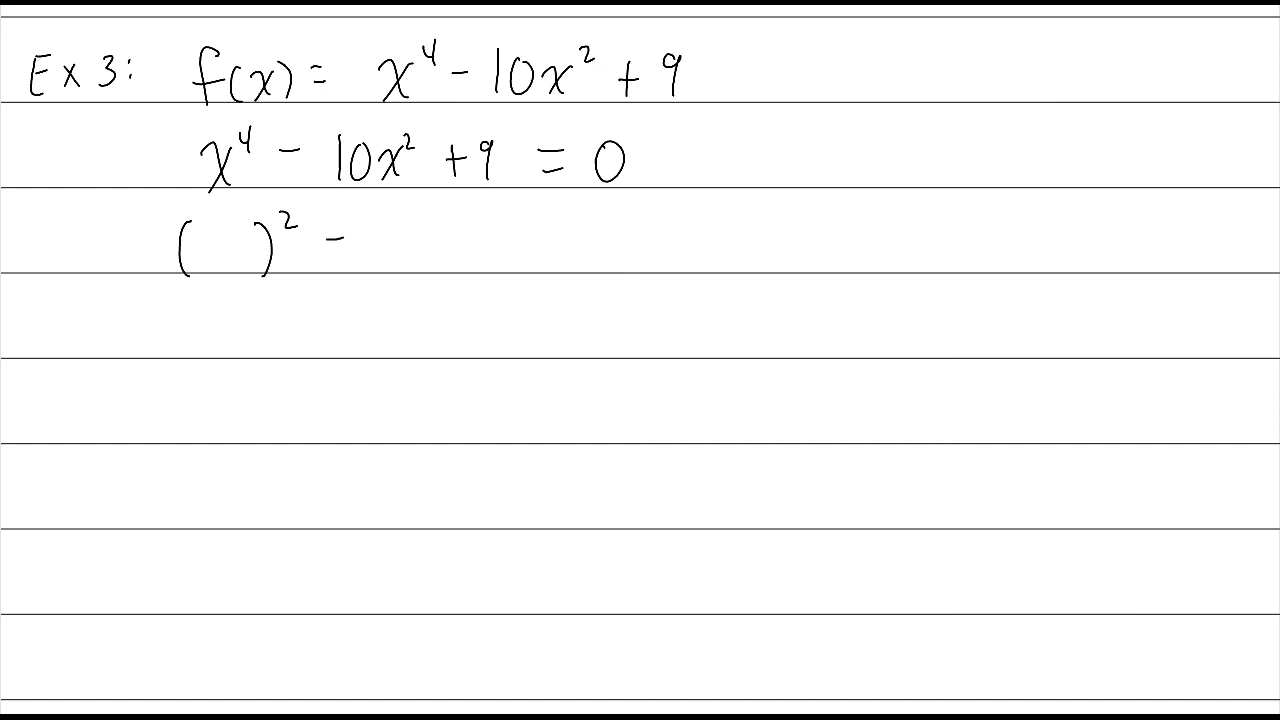 Ex 3: f(x) = x⁴ - 10x² + 9
x⁴ - 10x² + 9 = 0
( )² -